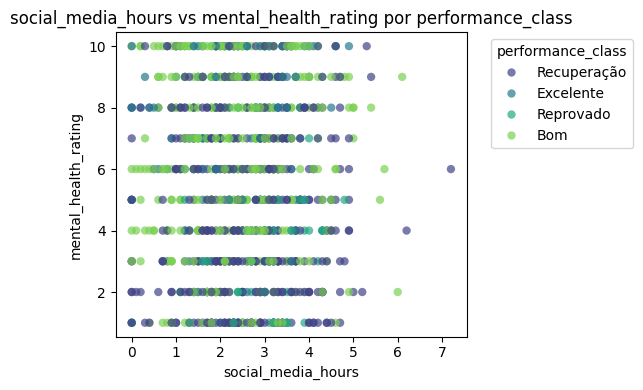 social_media_hours vs mental_health_rating por performance_class
performance_class
Recuperação
Excelente
Reprovado
Bom
mental_health_rating
10
8
6
4
2
0 1 2 3 4 5 6 7
social_media_hours